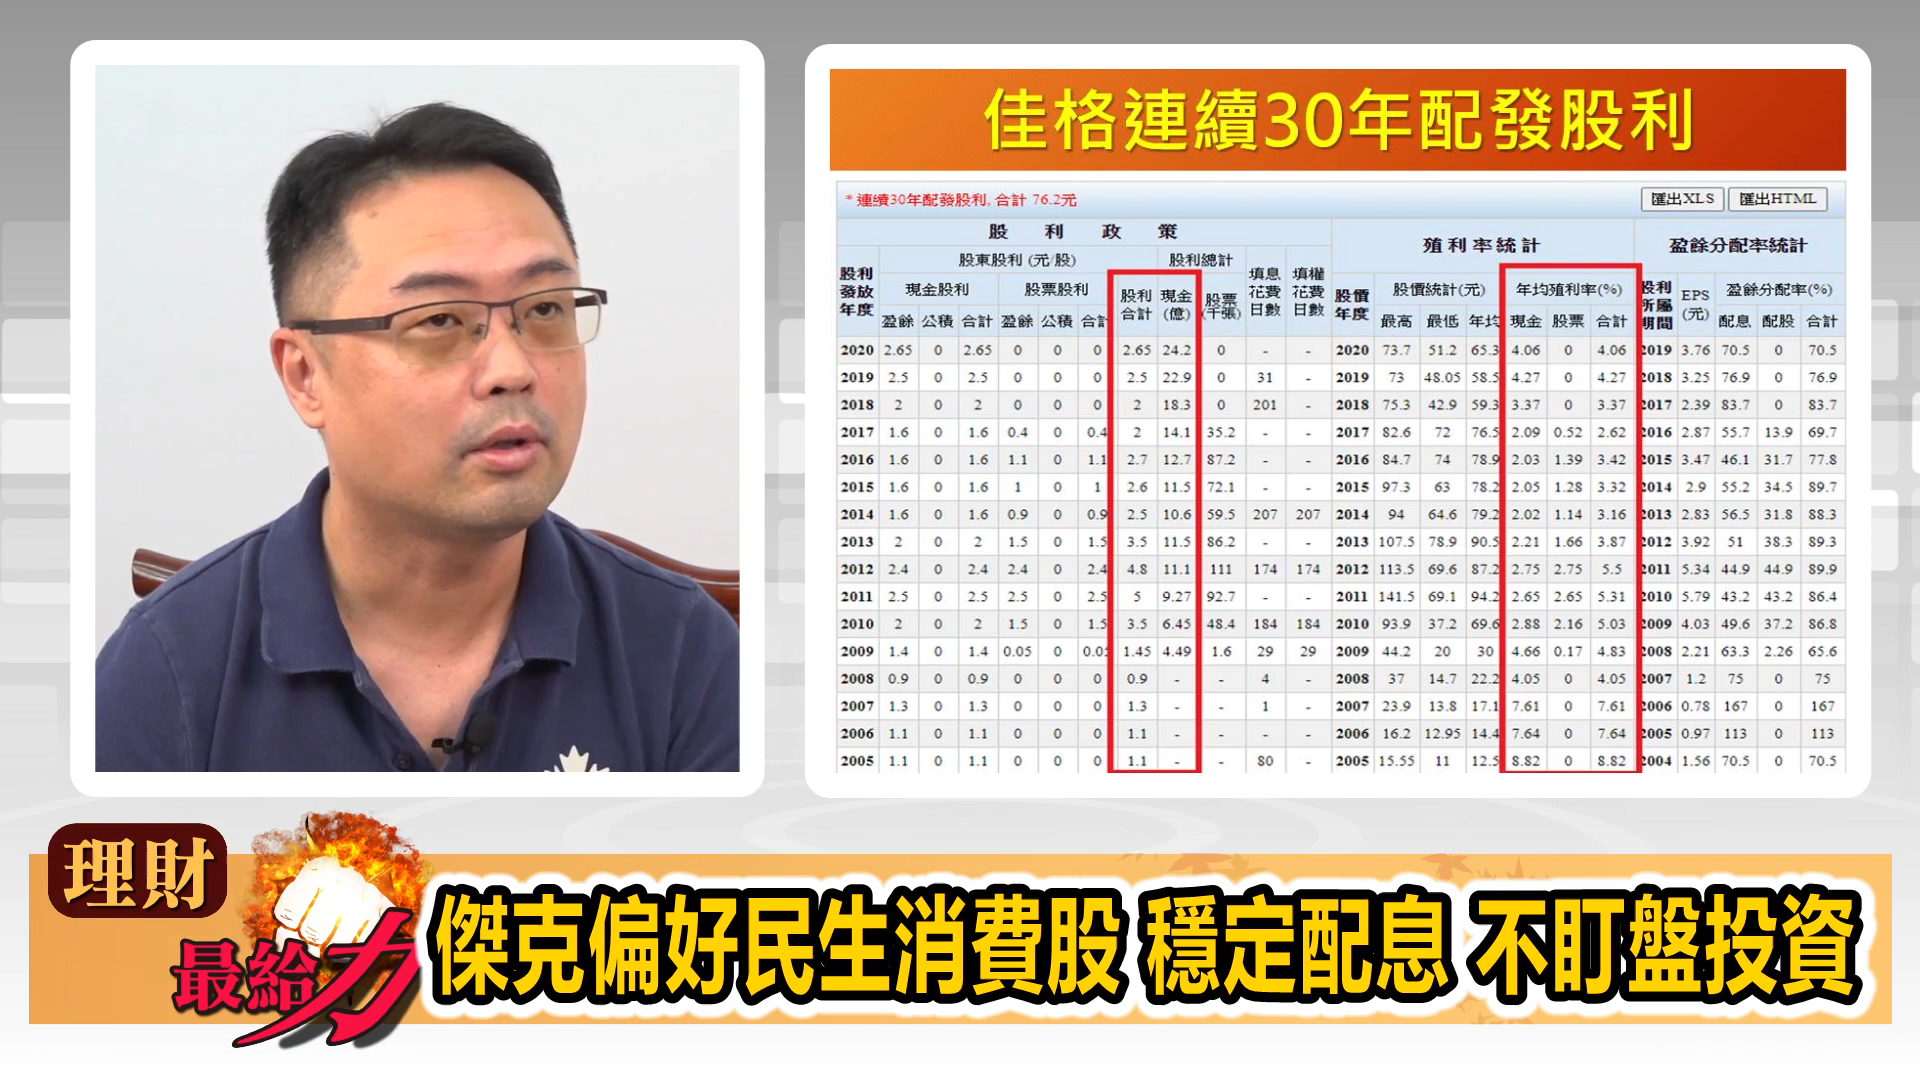 佳格連續30年配發股利
*連續30年配發股利, 合計 76.2元
匯出XLS 匯出HTML
股利政策 殖利率統計 盈餘分配率統計
股利發放年度 股東股利 (元/股) 股利總計 填息花費日數 填權花費日數 股價年度 股價統計(元) 年均殖利率(%) 股利所屬期間 EPS(元) 盈餘分配率(%)
現金股利 股票股利 股利合計 現金(億) 股票(千張)
盈餘 公積 合計 盈餘 公積 合計 最高 最低 年均 現金 股票 合計 配息 配股 合計
2020 2.65 0 2.65 0 0 0 2.65 24.2 0 - - 2020 73.7 51.2 65.3 4.06 0 4.06 2019 3.76 70.5 0 70.5
2019 2.5 0 2.5 0 0 0 2.5 22.9 0 31 - 2019 73 48.05 58.5 4.27 0 4.27 2018 3.25 76.9 0 76.9
2018 2 0 2 0 0 0 2 18.3 0 201 - 2018 75.3 42.9 59.3 3.37 0 3.37 2017 2.39 83.7 0 83.7
2017 1.6 0 1.6 0.4 0 0.4 2 14.1 35.2 - - 2017 82.6 72 76.5 2.09 0.52 2.62 2016 2.87 55.7 13.9 69.7
2016 1.6 0 1.6 1.1 0 1.1 2.7 12.7 87.2 - - 2016 84.7 74 78.9 2.03 1.39 3.42 2015 3.47 46.1 31.7 77.8
2015 1.6 0 1.6 1 0 1 2.6 11.5 72.1 - - 2015 97.3 63 78.2 2.05 1.28 3.32 2014 2.9 55.2 34.5 89.7
2014 1.6 0 1.6 0.9 0 0.9 2.5 10.6 59.5 207 207 2014 94 64.6 79.2 2.02 1.14 3.16 2013 2.83 56.5 31.8 88.3
2013 2 0 2 1.5 0 1.5 3.5 11.5 86.2 - - 2013 107.5 78.9 90.5 2.21 1.66 3.87 2012 3.92 51 38.3 89.3
2012 2.4 0 2.4 2.4 0 2.4 4.8 11.1 111 174 174 2012 113.5 69.6 87.2 2.75 2.75 5.5 2011 5.34 44.9 44.9 89.9
2011 2.5 0 2.5 2.5 0 2.5 5 9.27 92.7 - - 2011 141.5 69.1 94.2 2.65 2.65 5.31 2010 5.79 43.2 43.2 86.4
2010 2 0 2 1.5 0 1.5 3.5 6.45 48.4 184 184 2010 93.9 37.2 69.6 2.88 2.16 5.03 2009 4.03 49.6 37.2 86.8
2009 1.4 0 1.4 0.05 0 0.05 1.45 4.49 1.6 29 29 2009 44.2 20 30 4.66 0.17 4.83 2008 2.21 63.3 2.26 65.6
2008 0.9 0 0.9 0 0 0 0.9 - - 4 - 2008 37 14.7 22.2 4.05 0 4.05 2007 1.2 75 0 75
2007 1.3 0 1.3 0 0 0 1.3 - - 1 - 2007 23.9 13.8 17.1 7.61 0 7.61 2006 0.78 167 0 167
2006 1.1 0 1.1 0 0 0 1.1 - - - - 2006 16.2 12.95 14.4 7.64 0 7.64 2005 0.97 113 0 113
2005 1.1 0 1.1 0 0 0 1.1 - - 80 - 2005 15.55 11 12.5 8.82 0 8.82 2004 1.56 70.5 0 70.5
理財
最給力
傑克偏好民生消費股 穩定配息 不盯盤投資